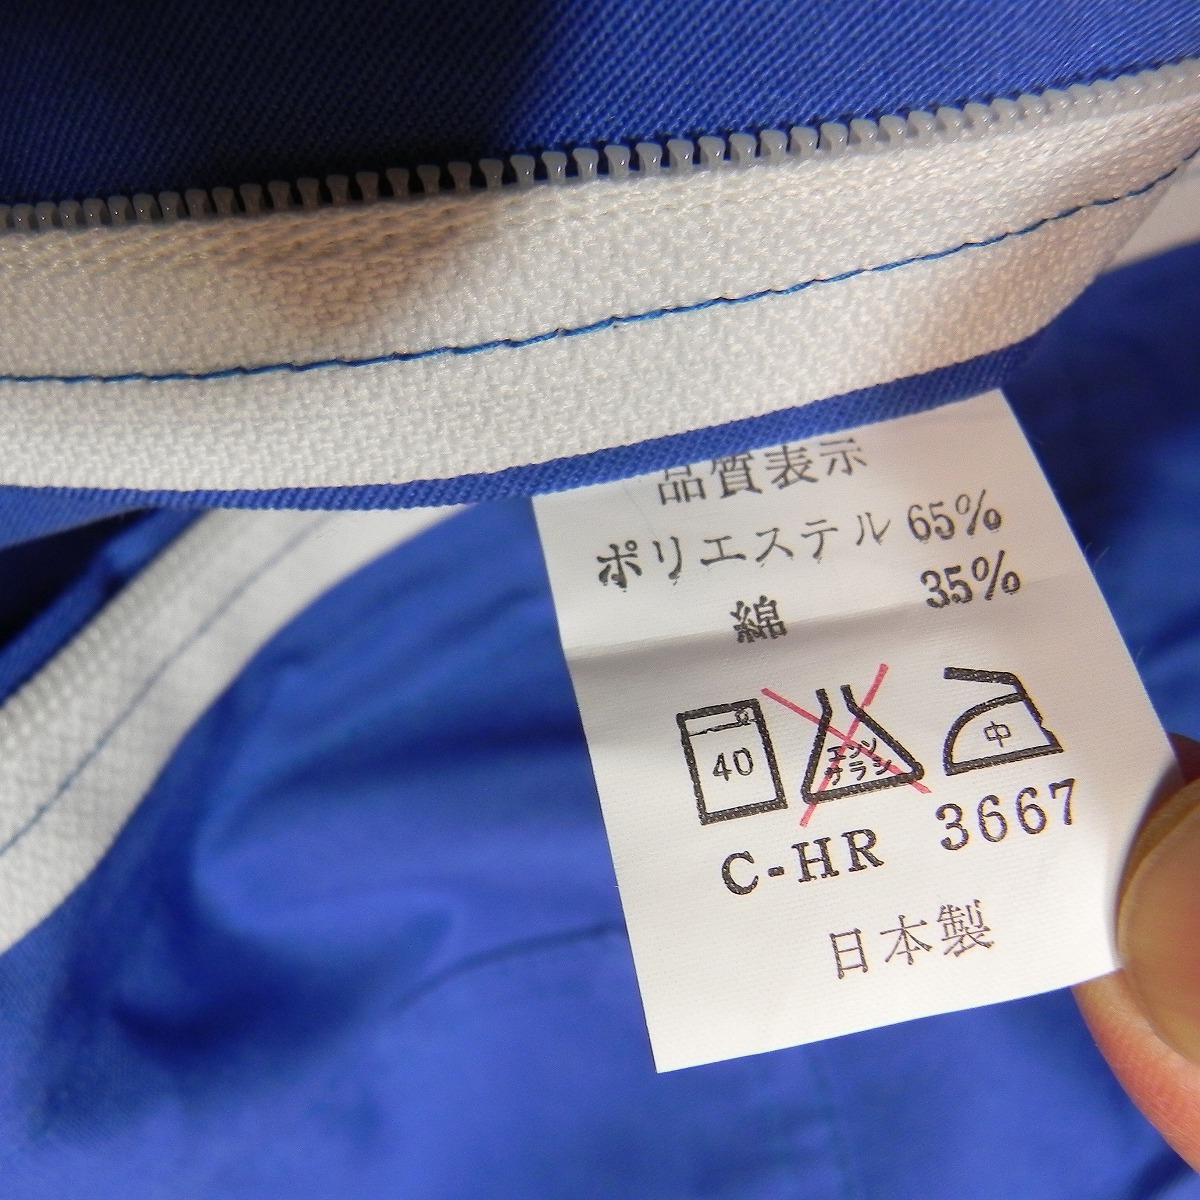 品質表示
ポリエステル 65%
綿 35%
40 エンソ サラシ 中
C-HR 3667
日本製